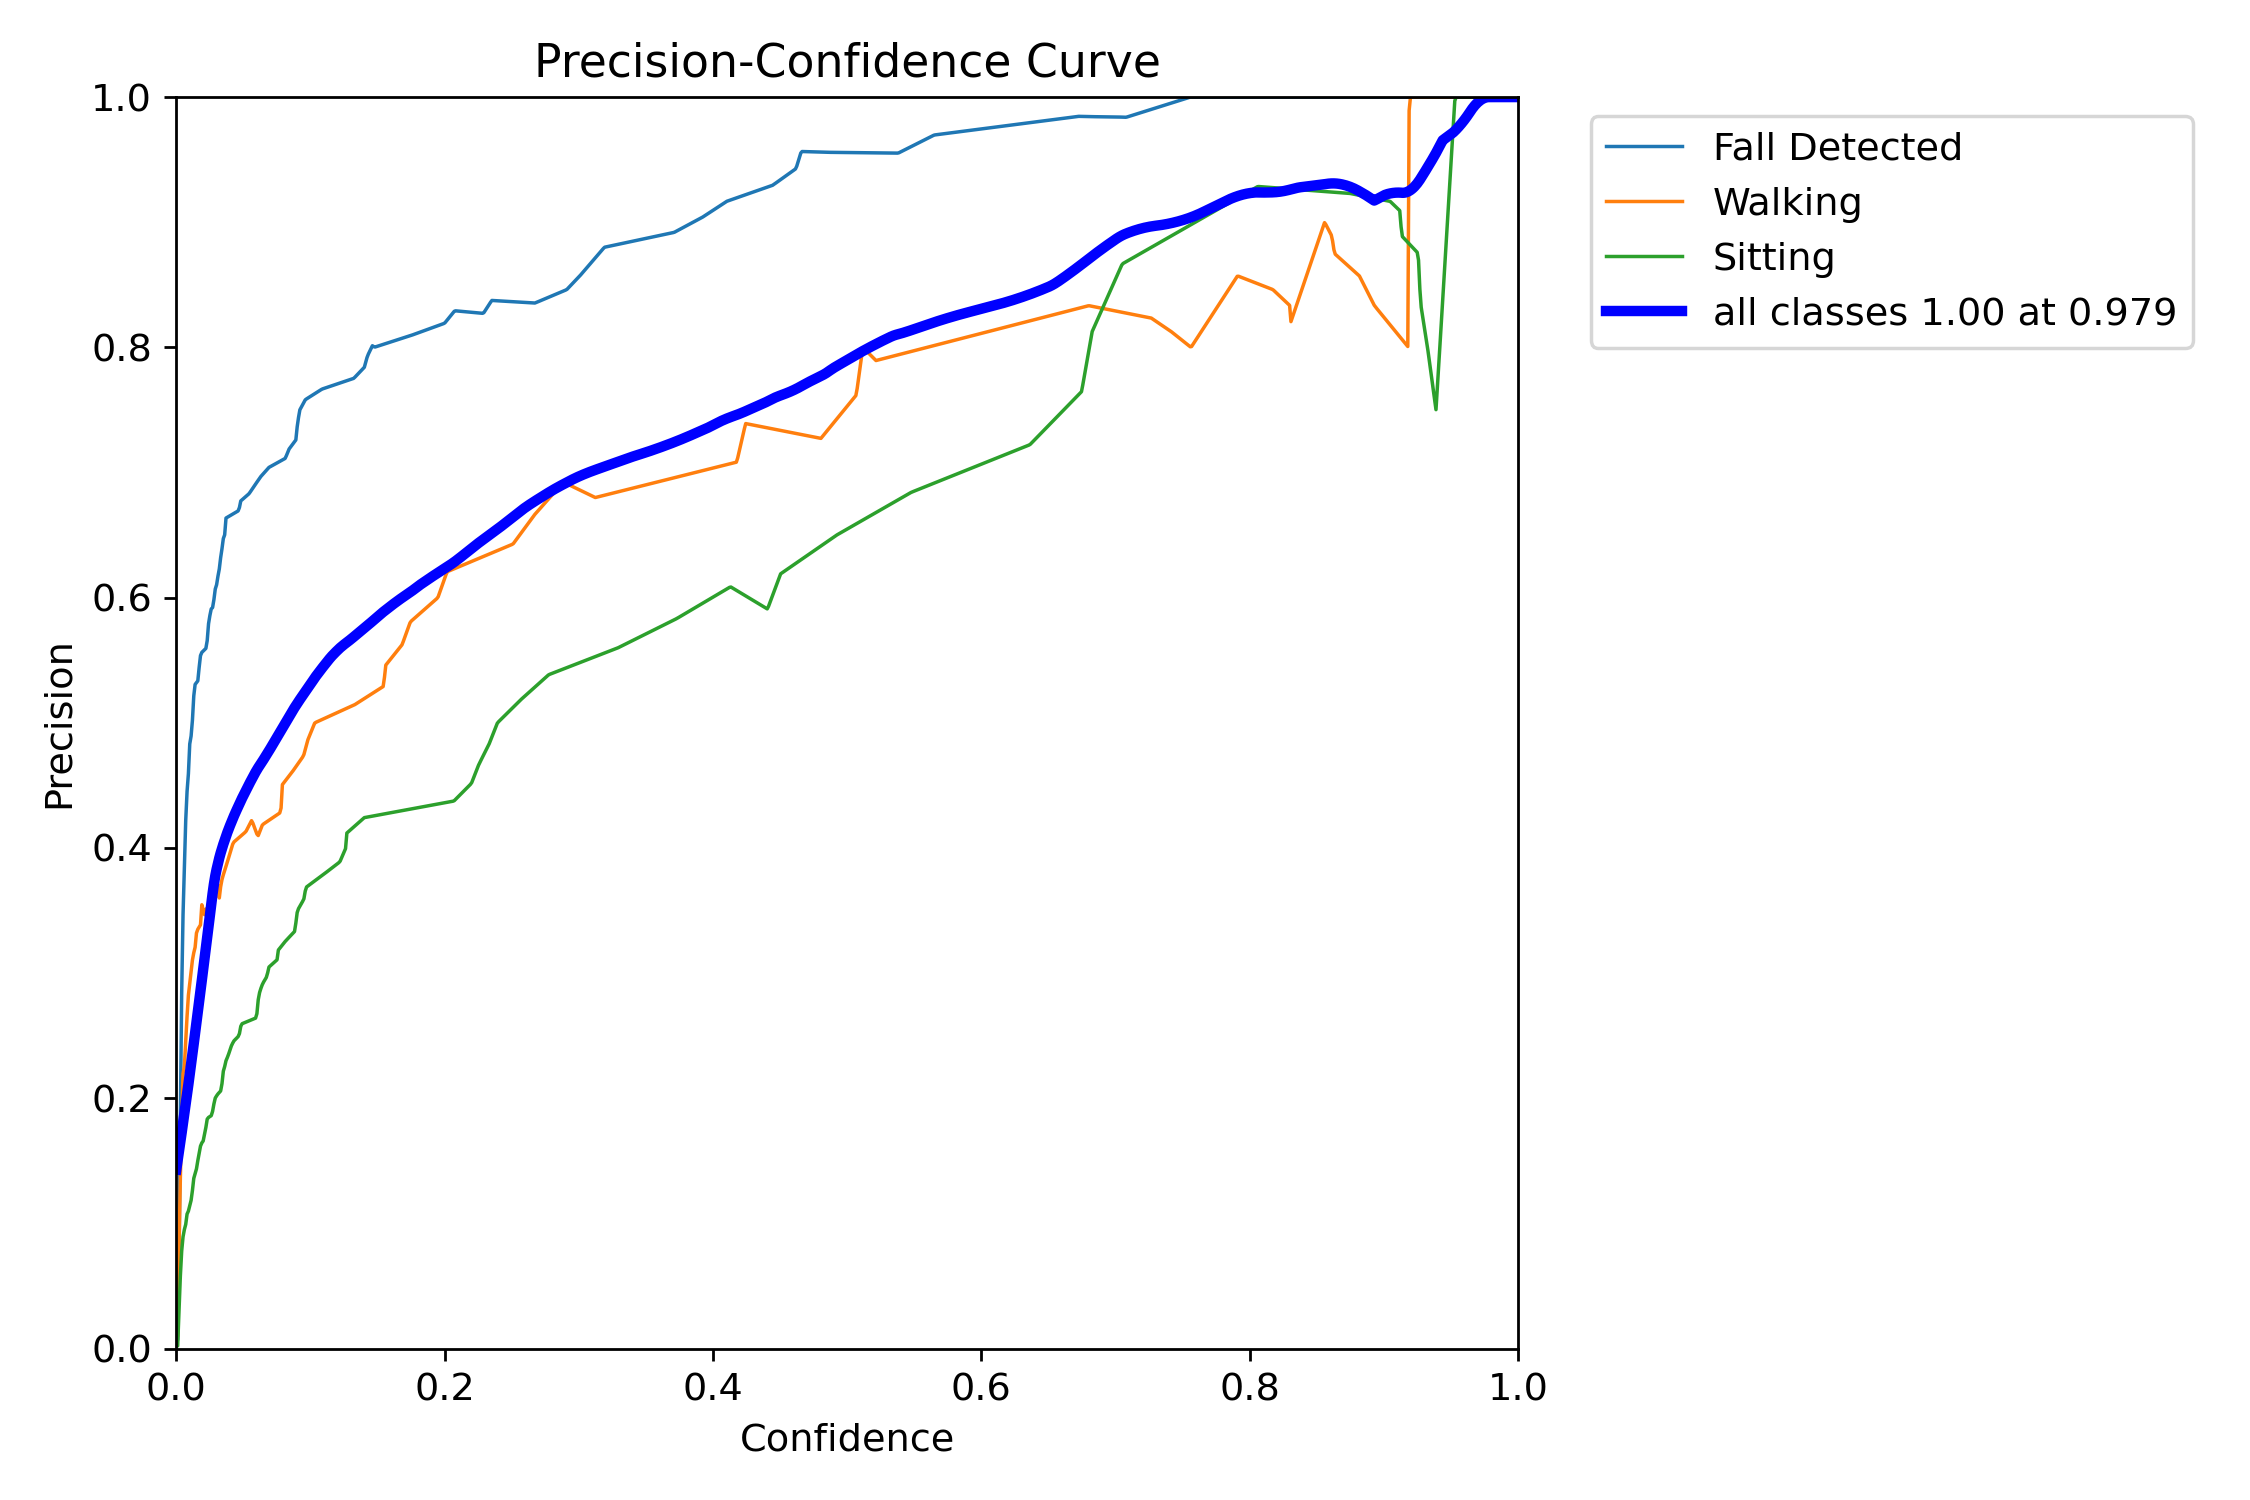 Precision-Confidence Curve
1.0
0.8
0.6
0.4
0.2
0.0
Precision
0.0 0.2 0.4 0.6 0.8 1.0
Confidence
Fall Detected
Walking
Sitting
all classes 1.00 at 0.979